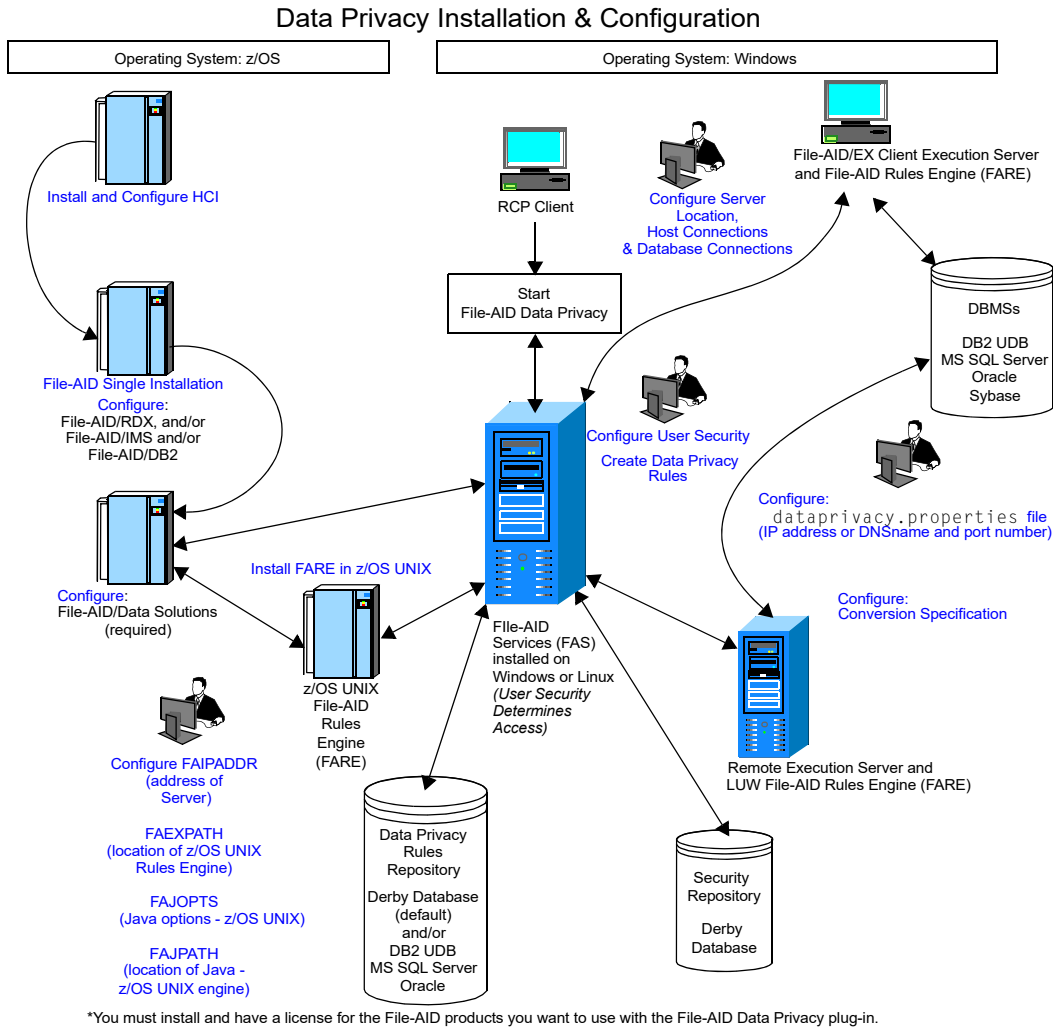 Data Privacy Installation & Configuration
Operating System: z/OS
Operating System: Windows
Install and Configure HCI
RCP Client
Configure Server
Location,
Host Connections
& Database Connections
File-AID/EX Client Execution Server
and File-AID Rules Engine (FARE)
Start
File-AID Data Privacy
DBMSs
DB2 UDB
MS SQL Server
Oracle
Sybase
File-AID Single Installation
Configure:
File-AID/RDX, and/or
File-AID/IMS and/or
File-AID/DB2
Configure User Security
Create Data Privacy
Rules
Configure:
dataprivacy.properties file
(IP address or DNSname and port number)
Install FARE in z/OS UNIX
Configure:
File-AID/Data Solutions
(required)
Configure:
Conversion Specification
FIle-AID
Services (FAS)
installed on
Windows or Linux
(User Security
Determines
Access)
z/OS UNIX
File-AID
Rules
Engine
(FARE)
Configure FAIPADDR
(address of
Server)
FAEXPATH
(location of z/OS UNIX
Rules Engine)
FAJOPTS
(Java options - z/OS UNIX)
FAJPATH
(location of Java -
z/OS UNIX engine)
Remote Execution Server and
LUW File-AID Rules Engine (FARE)
Data Privacy
Rules
Repository
Derby Database
(default)
and/or
DB2 UDB
MS SQL Server
Oracle
Security
Repository
Derby
Database
*You must install and have a license for the File-AID products you want to use with the File-AID Data Privacy plug-in.